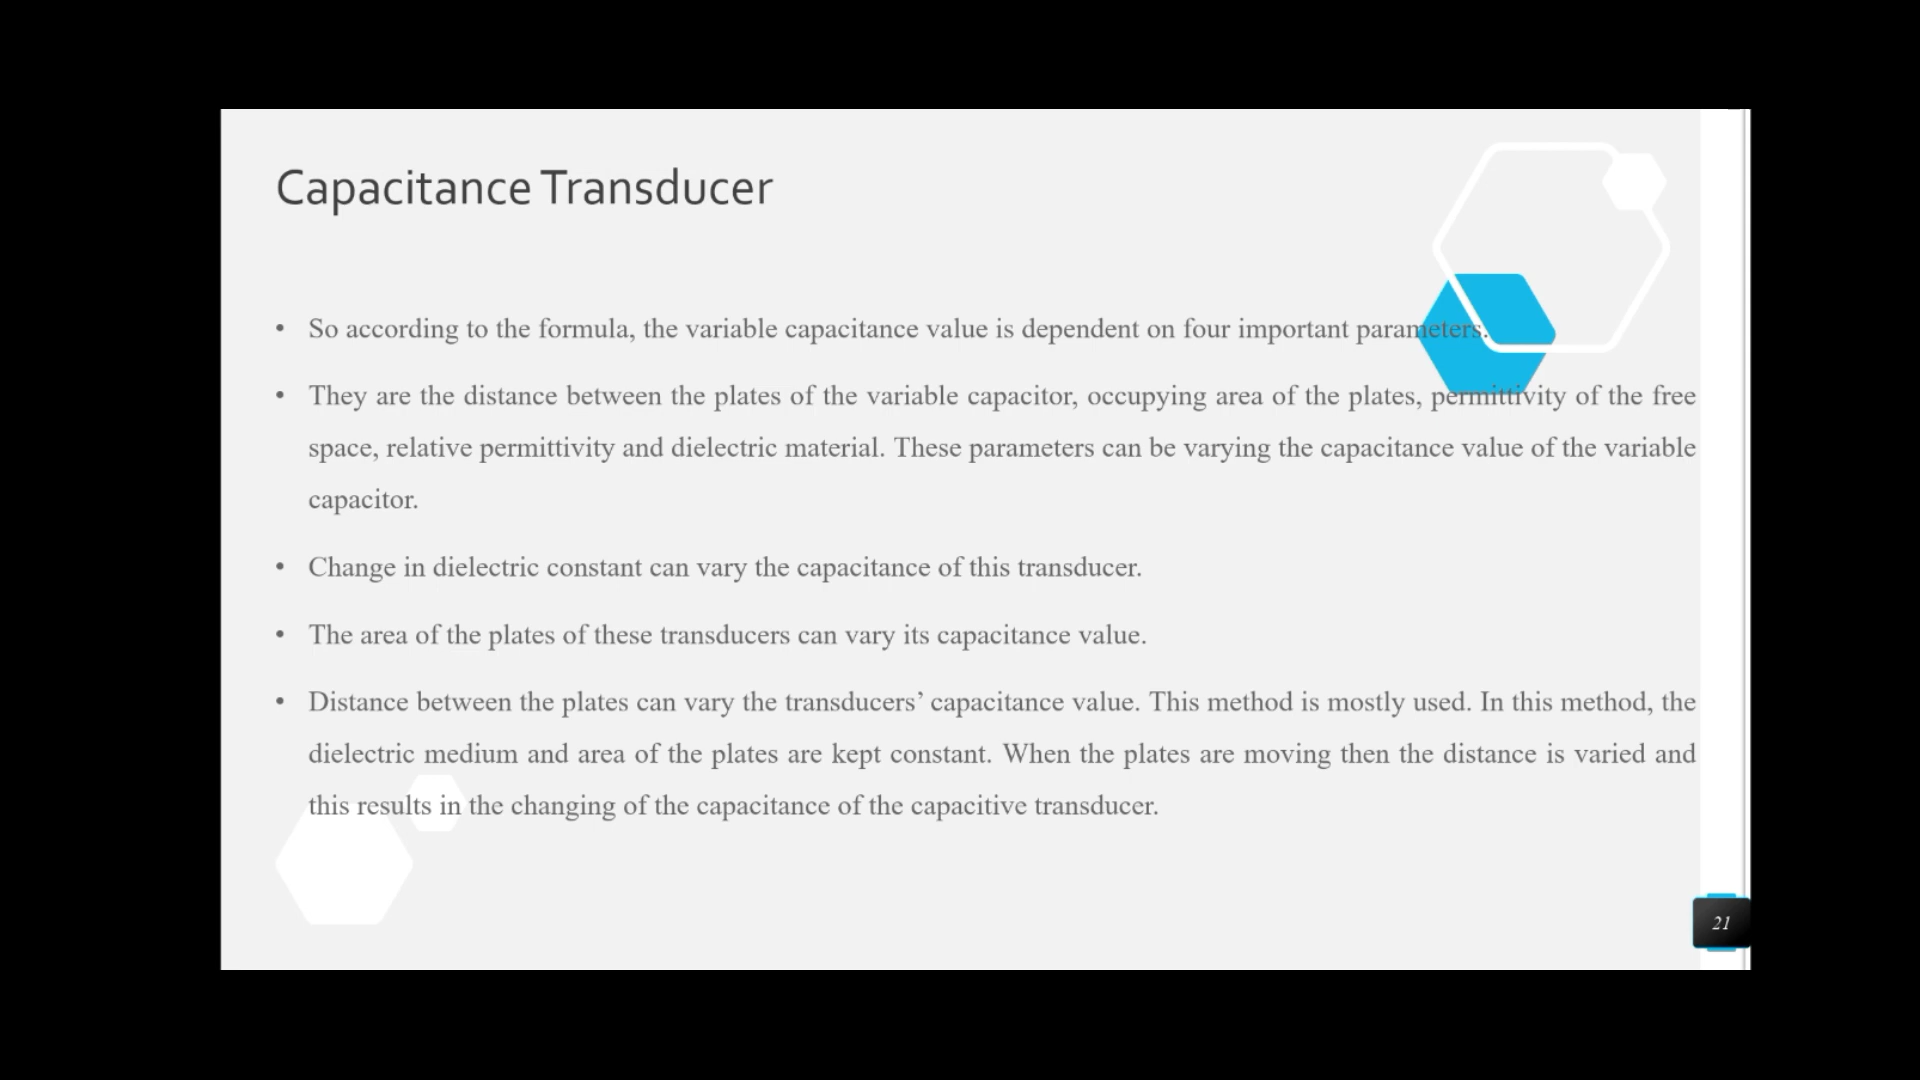 Capacitance Transducer
• So according to the formula, the variable capacitance value is dependent on four important parameters.
• They are the distance between the plates of the variable capacitor, occupying area of the plates, permittivity of the free
space, relative permittivity and dielectric material. These parameters can be varying the capacitance value of the variable
capacitor.
• Change in dielectric constant can vary the capacitance of this transducer.
• The area of the plates of these transducers can vary its capacitance value.
• Distance between the plates can vary the transducers’ capacitance value. This method is mostly used. In this method, the
dielectric medium and area of the plates are kept constant. When the plates are moving then the distance is varied and
this results in the changing of the capacitance of the capacitive transducer.
21